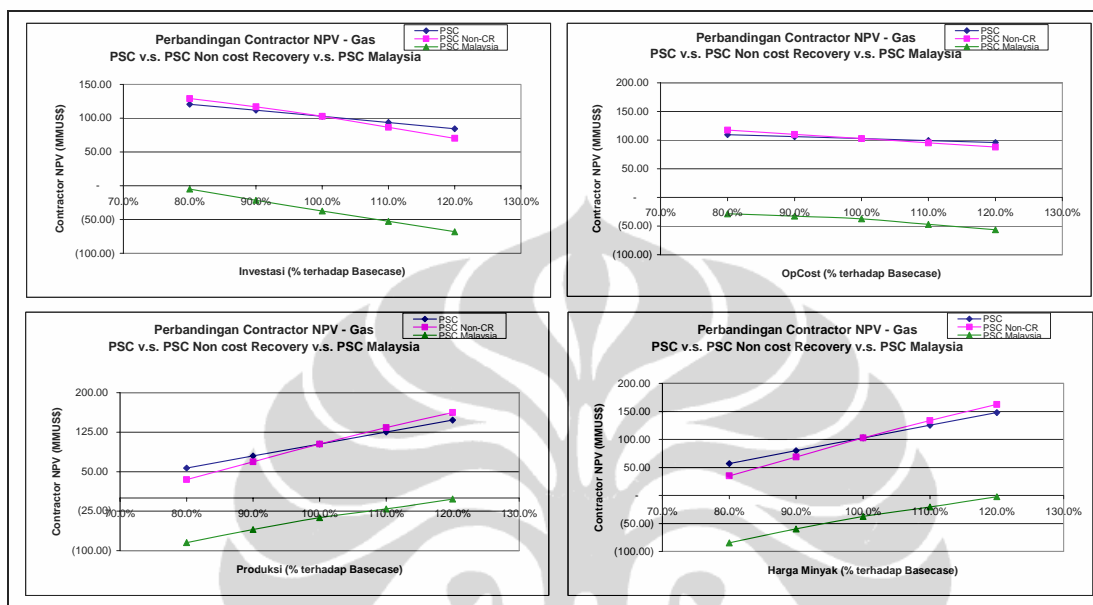 Perbandingan Contractor NPV - Gas
PSC v.s. PSC Non cost Recovery v.s. PSC Malaysia
PSC
PSC Non-CR
PSC Malaysia
Contractor NPV (MMUS$)
150.00
100.00
50.00
-
(50.00)
(100.00)
70.0% 80.0% 90.0% 100.0% 110.0% 120.0% 130.0%
Investasi (% terhadap Basecase)
Perbandingan Contractor NPV - Gas
PSC v.s. PSC Non cost Recovery v.s. PSC Malaysia
PSC
PSC Non-CR
PSC Malaysia
Contractor NPV (MMUS$)
200.00
150.00
100.00
50.00
-
(50.00)
(100.00)
70.0% 80.0% 90.0% 100.0% 110.0% 120.0% 130.0%
OpCost (% terhadap Basecase)
Perbandingan Contractor NPV - Gas
PSC v.s. PSC Non cost Recovery v.s. PSC Malaysia
PSC
PSC Non-CR
PSC Malaysia
Contractor NPV (MMUS$)
200.00
125.00
50.00
(25.00)
(100.00)
70.0% 80.0% 90.0% 100.0% 110.0% 120.0% 130.0%
Produksi (% terhadap Basecase)
Perbandingan Contractor NPV - Gas
PSC v.s. PSC Non cost Recovery v.s. PSC Malaysia
PSC
PSC Non-CR
PSC Malaysia
Contractor NPV (MMUS$)
200.00
150.00
100.00
50.00
-
(50.00)
(100.00)
70.0% 80.0% 90.0% 100.0% 110.0% 120.0% 130.0%
Harga Minyak (% terhadap Basecase)